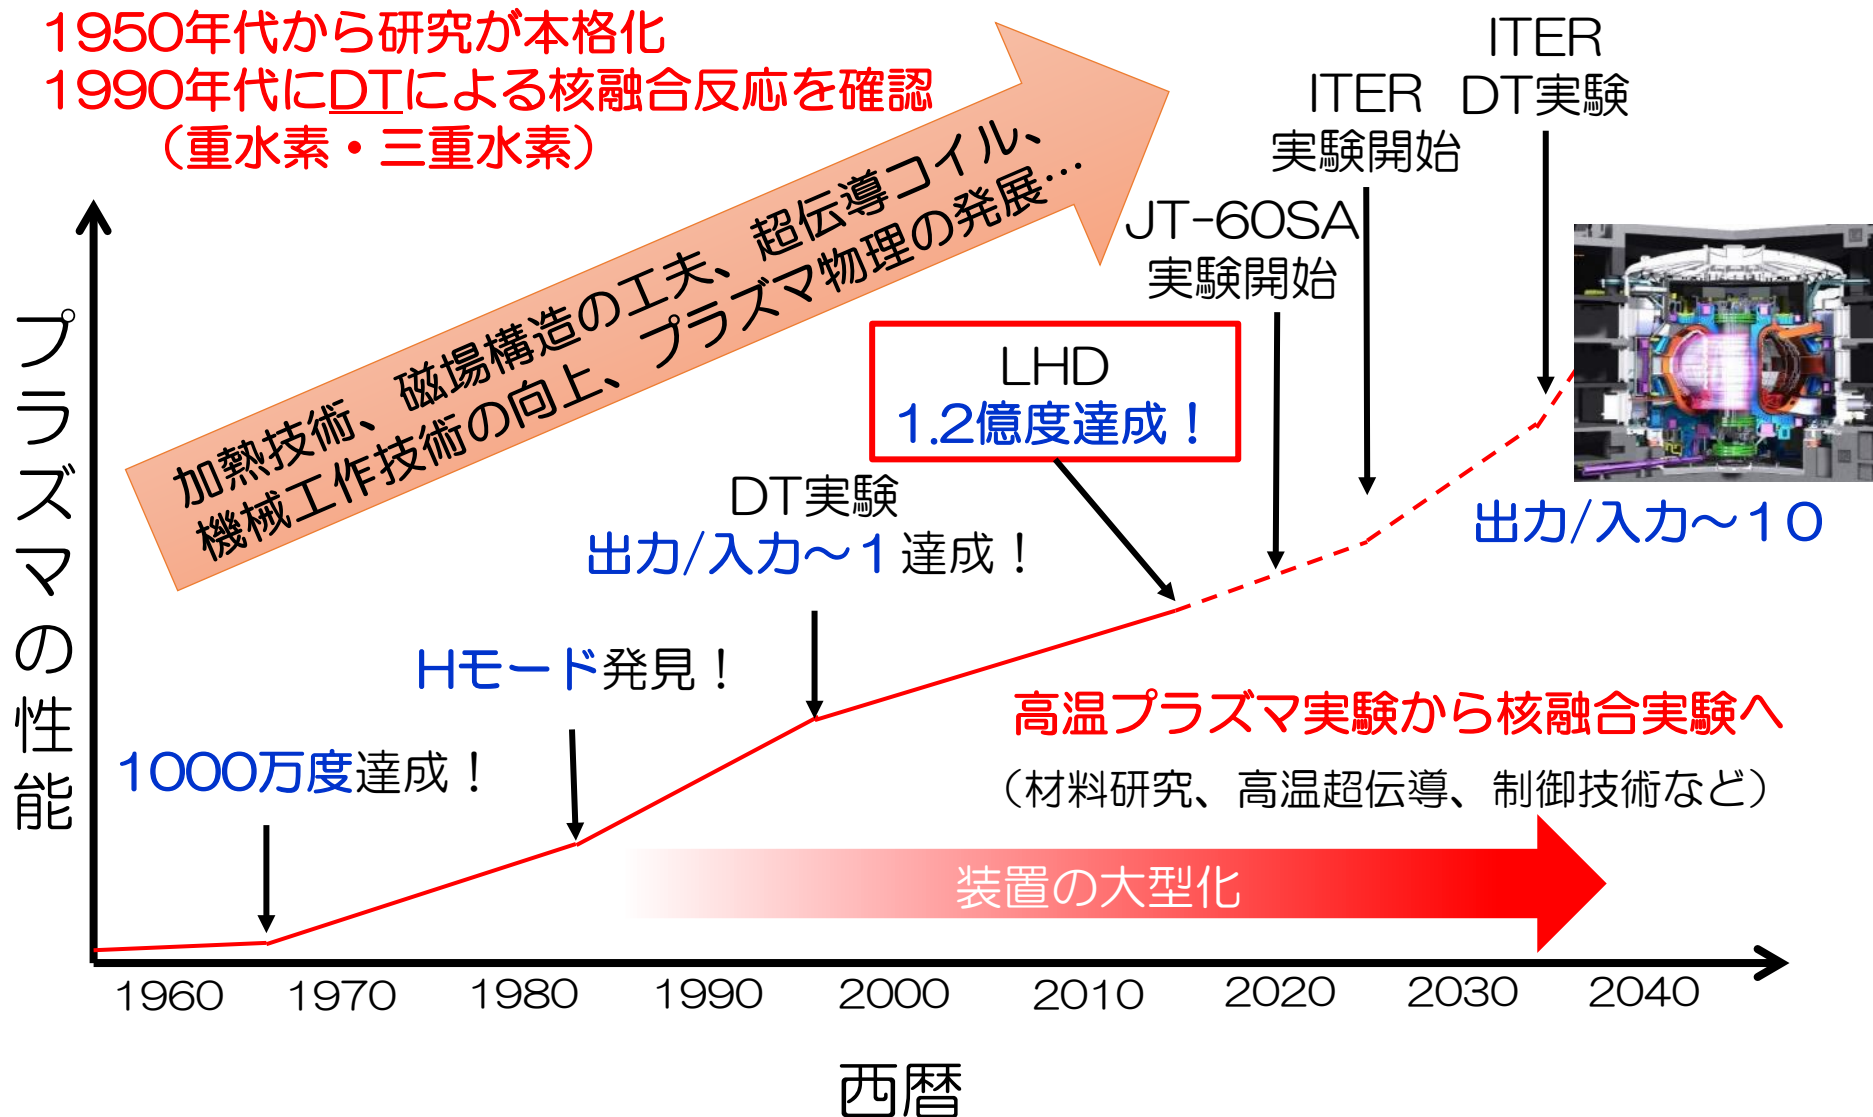 1950年代から研究が本格化
1990年代にDTによる核融合反応を確認
（重水素・三重水素）
加熱技術、磁場構造の工夫、超伝導コイル、
機械工作技術の向上、プラズマ物理の発展…
ITER
DT実験
ITER
実験開始
JT-60SA
実験開始
LHD
1.2億度達成！
DT実験
出力/入力～1達成！
出力/入力～10
Hモード発見！
1000万度達成！
高温プラズマ実験から核融合実験へ
（材料研究、高温超伝導、制御技術など）
装置の大型化
プラズマの性能
1960 1970 1980 1990 2000 2010 2020 2030 2040
西暦